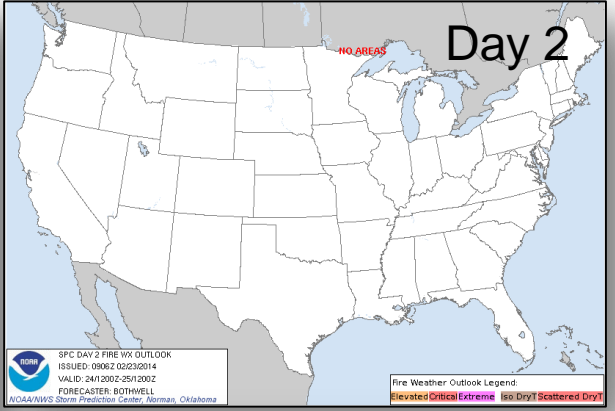 Day 2
NO AREAS
NOAA
SPC DAY 2 FIRE WX OUTLOOK
ISSUED: 0906Z 02/23/2014
VALID: 24/1200Z-25/1200Z
FORECASTER: BOTHWELL
NOAA/NWS Storm Prediction Center, Norman, Oklahoma
Fire Weather Outlook Legend:
Elevated Critical Extreme Iso DryT Scattered DryT